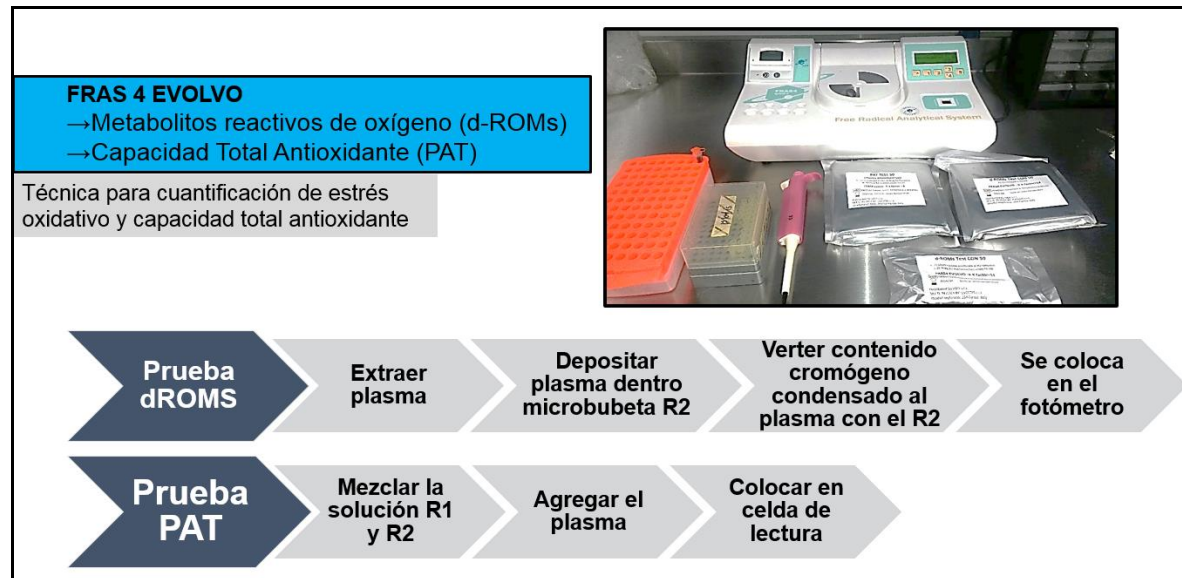 FRAS 4 EVOLVO
→Metabolitos reactivos de oxígeno (d-ROMs)
→Capacidad Total Antioxidante (PAT)
Técnica para cuantificación de estrés
oxidativo y capacidad total antioxidante
Free Radical Analytical System
d-ROMs Test
Prueba
dROMS
Extraer
plasma
Depositar
plasma dentro
microbubeta R2
Verter contenido
cromógeno
condensado al
plasma con el R2
Se coloca
en el
fotómetro
Prueba
PAT
Mezclar la
solución R1
y R2
Agregar el
plasma
Colocar en
celda de
lectura